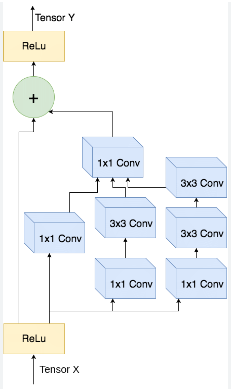 Tensor Y
ReLu
+
1x1 Conv
3x3 Conv
1x1 Conv
3x3 Conv
3x3 Conv
1x1 Conv
1x1 Conv
ReLu
Tensor X